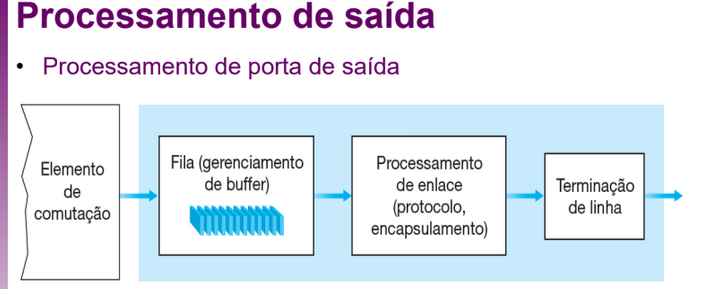 Processamento de saída
• Processamento de porta de saída
Elemento
de
comutação
Fila (gerenciamento
de buffer)
Processamento
de enlace
(protocolo,
encapsulamento)
Terminação
de linha